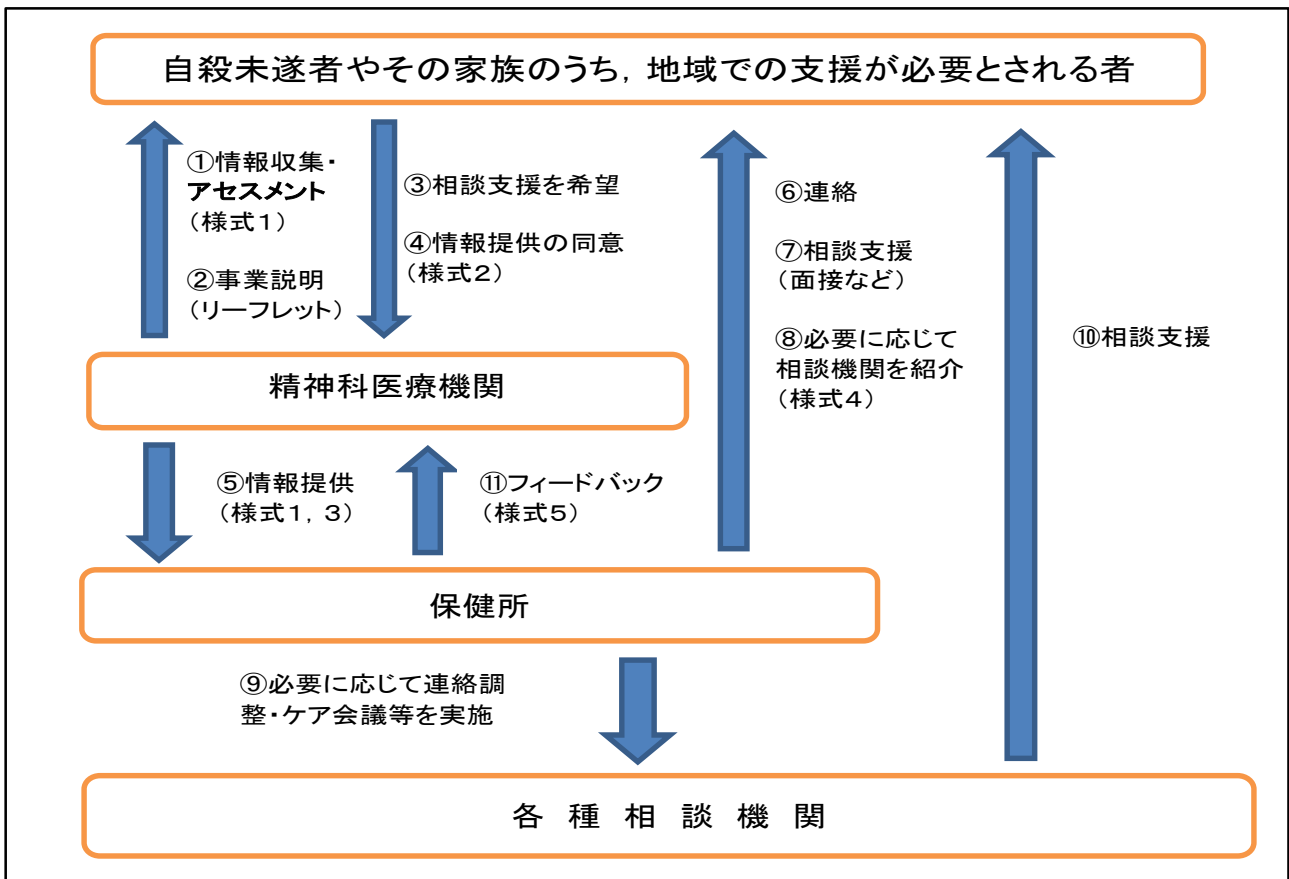 自殺未遂者やその家族のうち，地域での支援が必要とされる者
①情報収集・
アセスメント
（様式１）
②事業説明
（リーフレット）
③相談支援を希望
④情報提供の同意
（様式２）
⑥連絡
⑦相談支援
（面接など）
⑧必要に応じて
相談機関を紹介
（様式４）
⑩相談支援
精神科医療機関
⑤情報提供
（様式１，３）
⑪フィードバック
（様式５）
保健所
⑨必要に応じて連絡調
整・ケア会議等を実施
各種相談機関